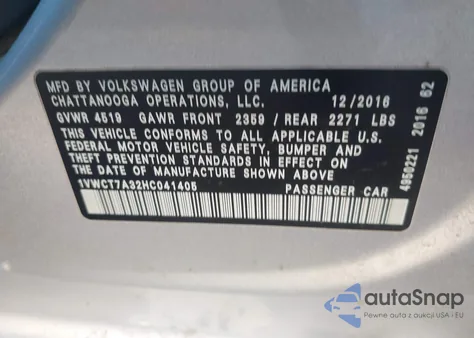 MFD BY VOLKSWAGEN GROUP OF AMERICA
CHATTANOOGA OPERATIONS, LLC. 12/2016
GVWR 4519 GAWR FRONT 2359 / REAR 2271 LBS
THIS VEHICLE CONFORMS TO ALL APPLICABLE
FEDERAL MOTOR VEHICLE SAFETY, BUMPER AND
THEFT PREVENTION STANDARDS IN EFFECT ON
THE DATE OF MANUFACTURE SHOWN ABOVE
1VWCT7A32HC041405 PASSENGER CAR
4950221 2016 62
autoSnap
Pewne auta z aukcji USA i EU